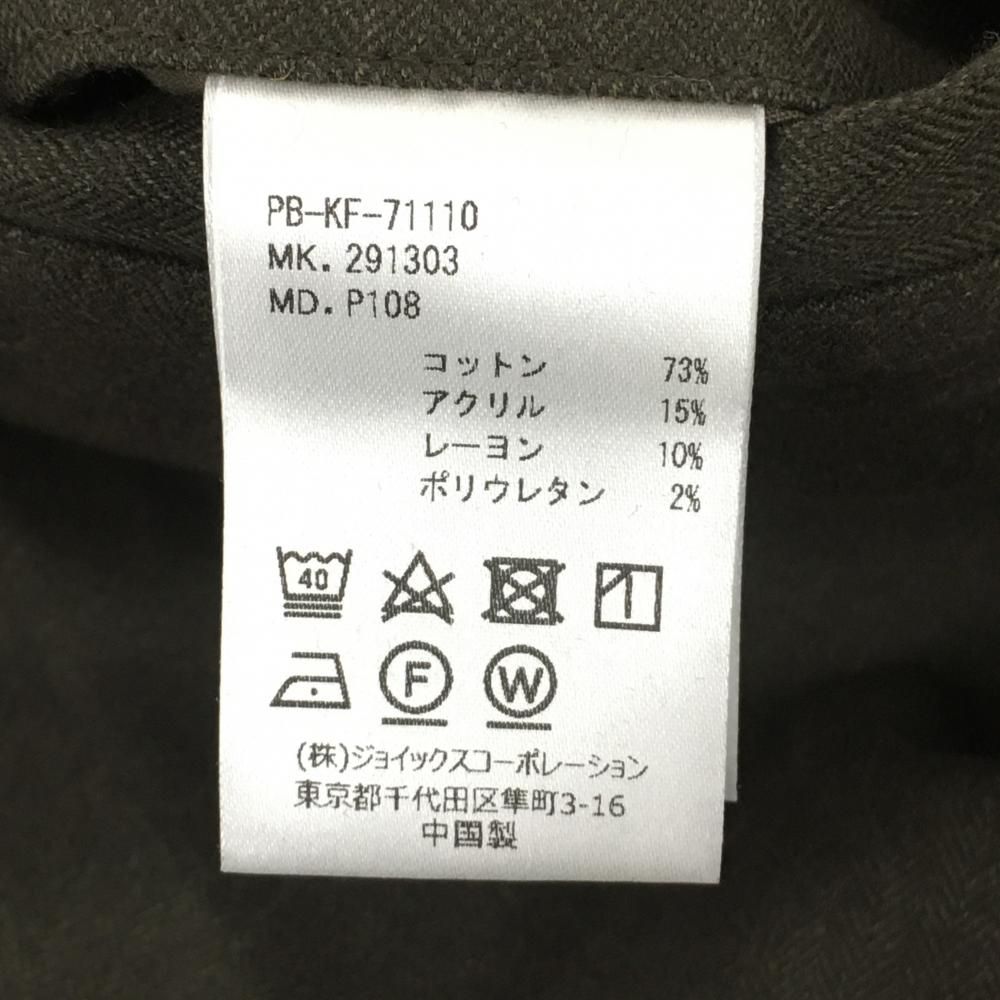 PB-KF-71110
MK. 291303
MD. P108
コットン 73%
アクリル 15%
レーヨン 10%
ポリウレタン 2%
40
F W
(株)ジョイックスコーポレーション
東京都千代田区隼町3-16
中国製